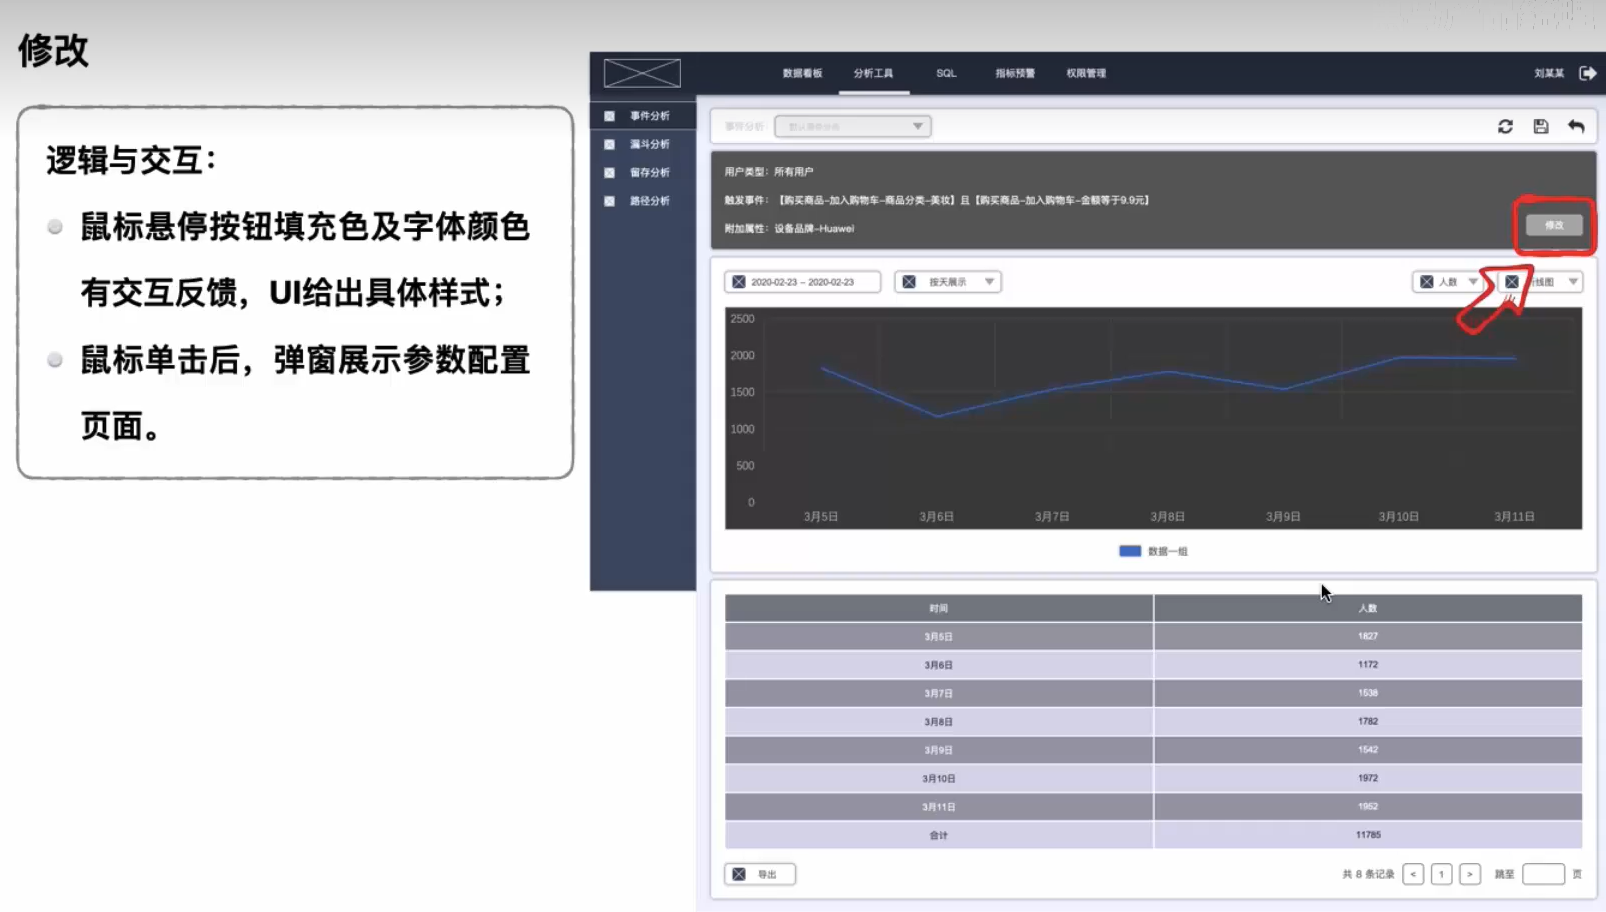 修改
逻辑与交互：
鼠标悬停按钮填充色及字体颜色
有交互反馈，UI给出具体样式；
鼠标单击后，弹窗展示参数配置
页面。
数据看板 分析工具 SQL 指标预警 权限管理 刘某某
事件分析
漏斗分析
留存分析
路径分析
事件分析
用户类型：所有用户
触发事件：【购买商品-加入购物车-商品分类-美妆】且【购买商品-加入购物车-金额等于9.9元】
附加属性：设备品牌-Huawei
修改
2020-02-23 ~ 2020-02-23 按天展示 人数 线图
2500
2000
1500
1000
500
0
3月5日 3月6日 3月7日 3月8日 3月9日 3月10日 3月11日
数据一组
时间 人数
3月5日 1827
3月6日 1172
3月7日 1538
3月8日 1782
3月9日 1542
3月10日 1972
3月11日 1952
合计 11785
导出 共 8 条记录 < 1 > 跳至 页